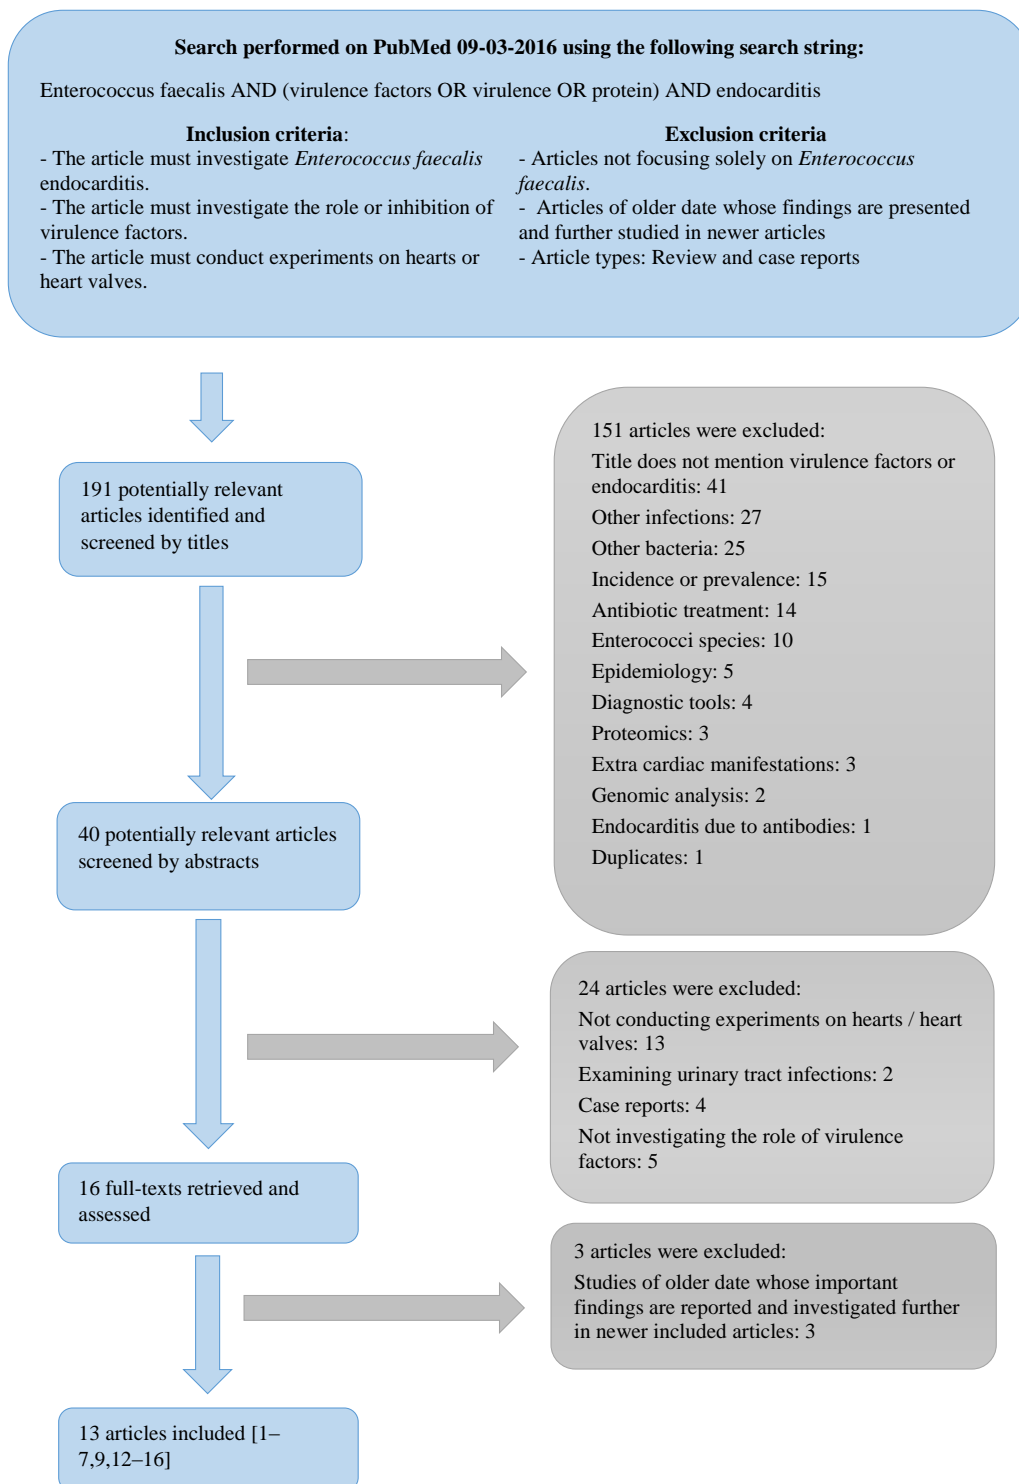 Search performed on PubMed 09-03-2016 using the following search string:
Enterococcus faecalis AND (virulence factors OR virulence OR protein) AND endocarditis
Inclusion criteria:
- The article must investigate Enterococcus faecalis
endocarditis.
- The article must investigate the role or inhibition of
virulence factors.
- The article must conduct experiments on hearts or
heart valves.
Exclusion criteria
- Articles not focusing solely on Enterococcus
faecalis.
- Articles of older date whose findings are presented
and further studied in newer articles
- Article types: Review and case reports
191 potentially relevant
articles identified and
screened by titles
151 articles were excluded:
Title does not mention virulence factors or
endocarditis: 41
Other infections: 27
Other bacteria: 25
Incidence or prevalence: 15
Antibiotic treatment: 14
Enterococci species: 10
Epidemiology: 5
Diagnostic tools: 4
Proteomics: 3
Extra cardiac manifestations: 3
Genomic analysis: 2
Endocarditis due to antibodies: 1
Duplicates: 1
40 potentially relevant articles
screened by abstracts
24 articles were excluded:
Not conducting experiments on hearts / heart
valves: 13
Examining urinary tract infections: 2
Case reports: 4
Not investigating the role of virulence
factors: 5
16 full-texts retrieved and
assessed
3 articles were excluded:
Studies of older date whose important
findings are reported and investigated further
in newer included articles: 3
13 articles included [1–
7,9,12–16]